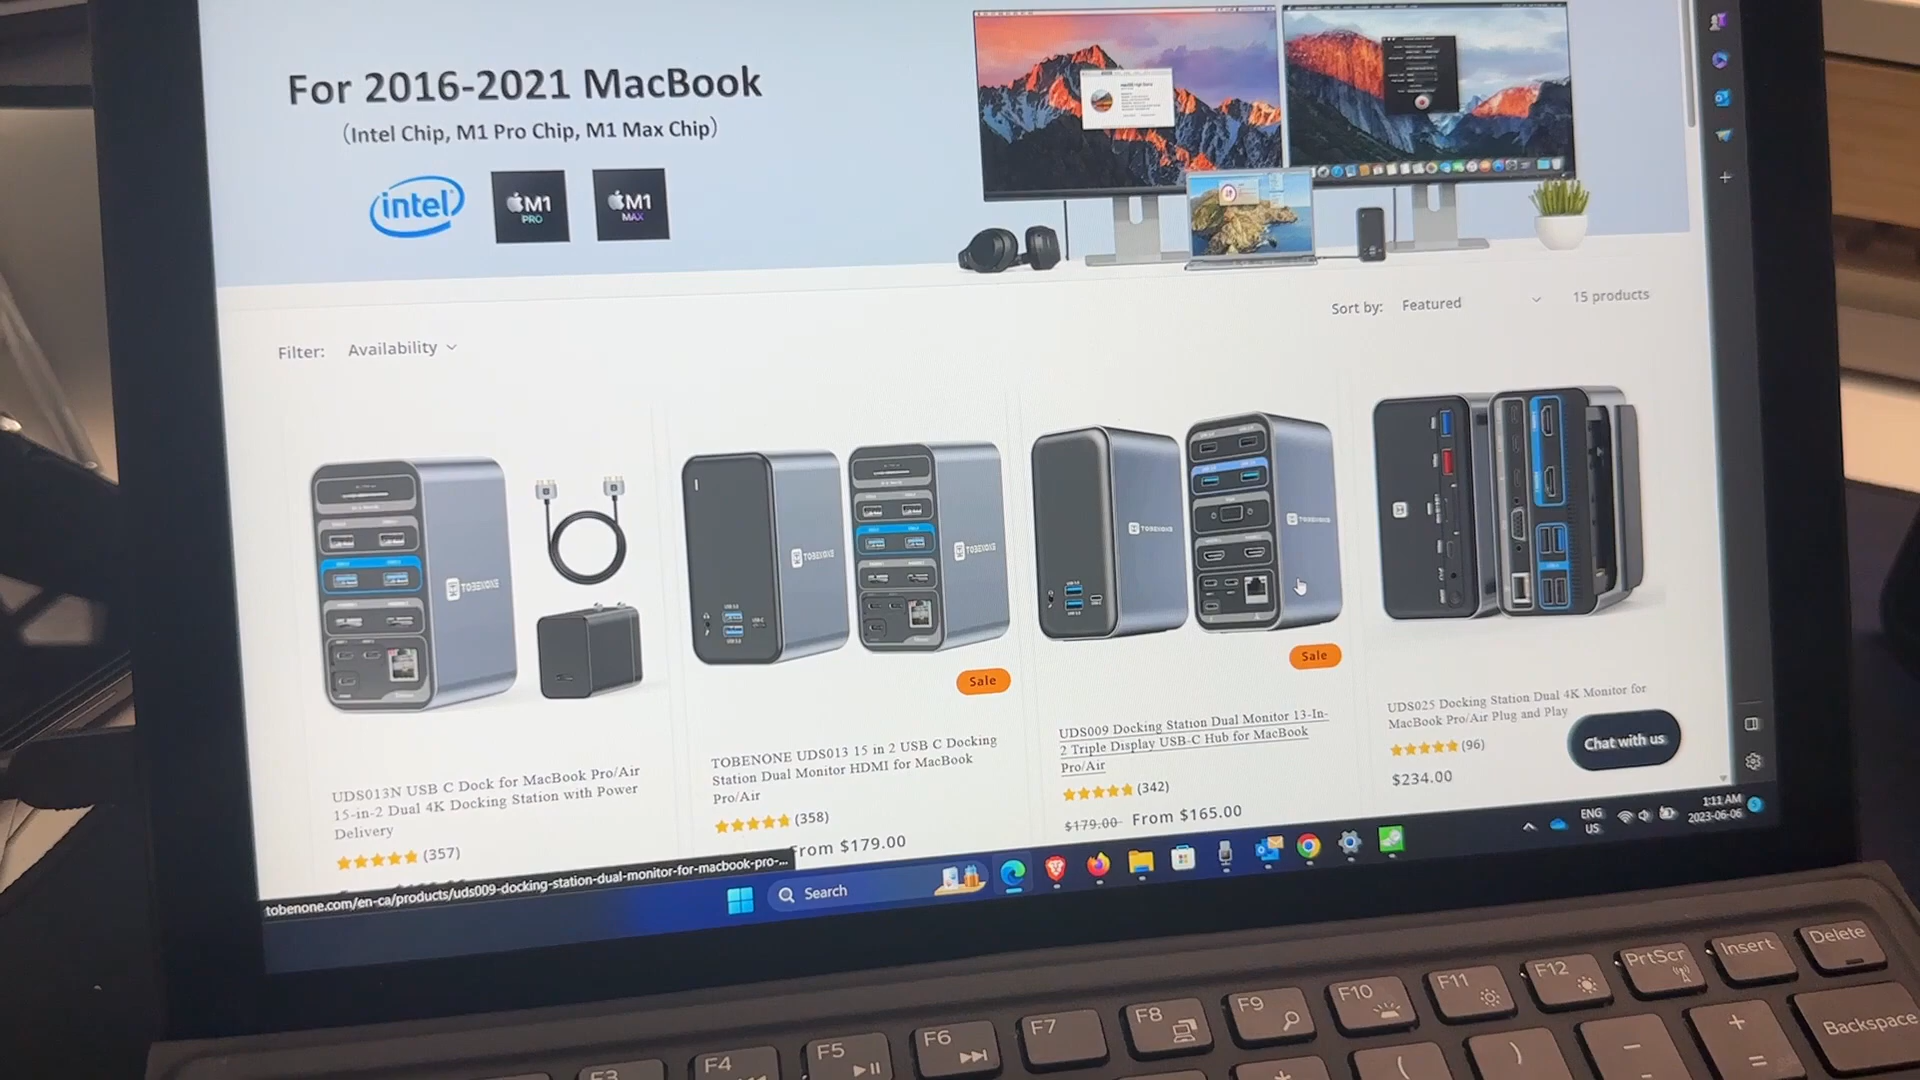 For 2016-2021 MacBook
(Intel Chip, M1 Pro Chip, M1 Max Chip)
intel
M1
PRO
M1
MAX
Filter:
Availability
Sort by:
Featured
15 products
TOBENONE
TOBENONE
TOBENONE
TOBENONE
TOBENONE
Sale
Sale
UDS013N USB C Dock for MacBook Pro/Air
15-in-2 Dual 4K Docking Station with Power
Delivery
(357)
TOBENONE UDS013 15 in 2 USB C Docking
Station Dual Monitor HDMI for MacBook
Pro/Air
(358)
From $179.00
UDS009 Docking Station Dual Monitor 13-In-
2 Triple Display USB-C Hub for MacBook
Pro/Air
(342)
$179.00 From $165.00
UDS025 Docking Station Dual 4K Monitor for
MacBook Pro/Air Plug and Play
(96)
$234.00
Chat with us
tobenone.com/en-ca/products/uds009-docking-station-dual-monitor-for-macbook-pro-...
Search
ENG
US
1:11 AM
2023-06-06
F3
F4
F5
F6
F7
F8
F9
F10
F11
F12
PrtScr
Insert
Delete
Backspace